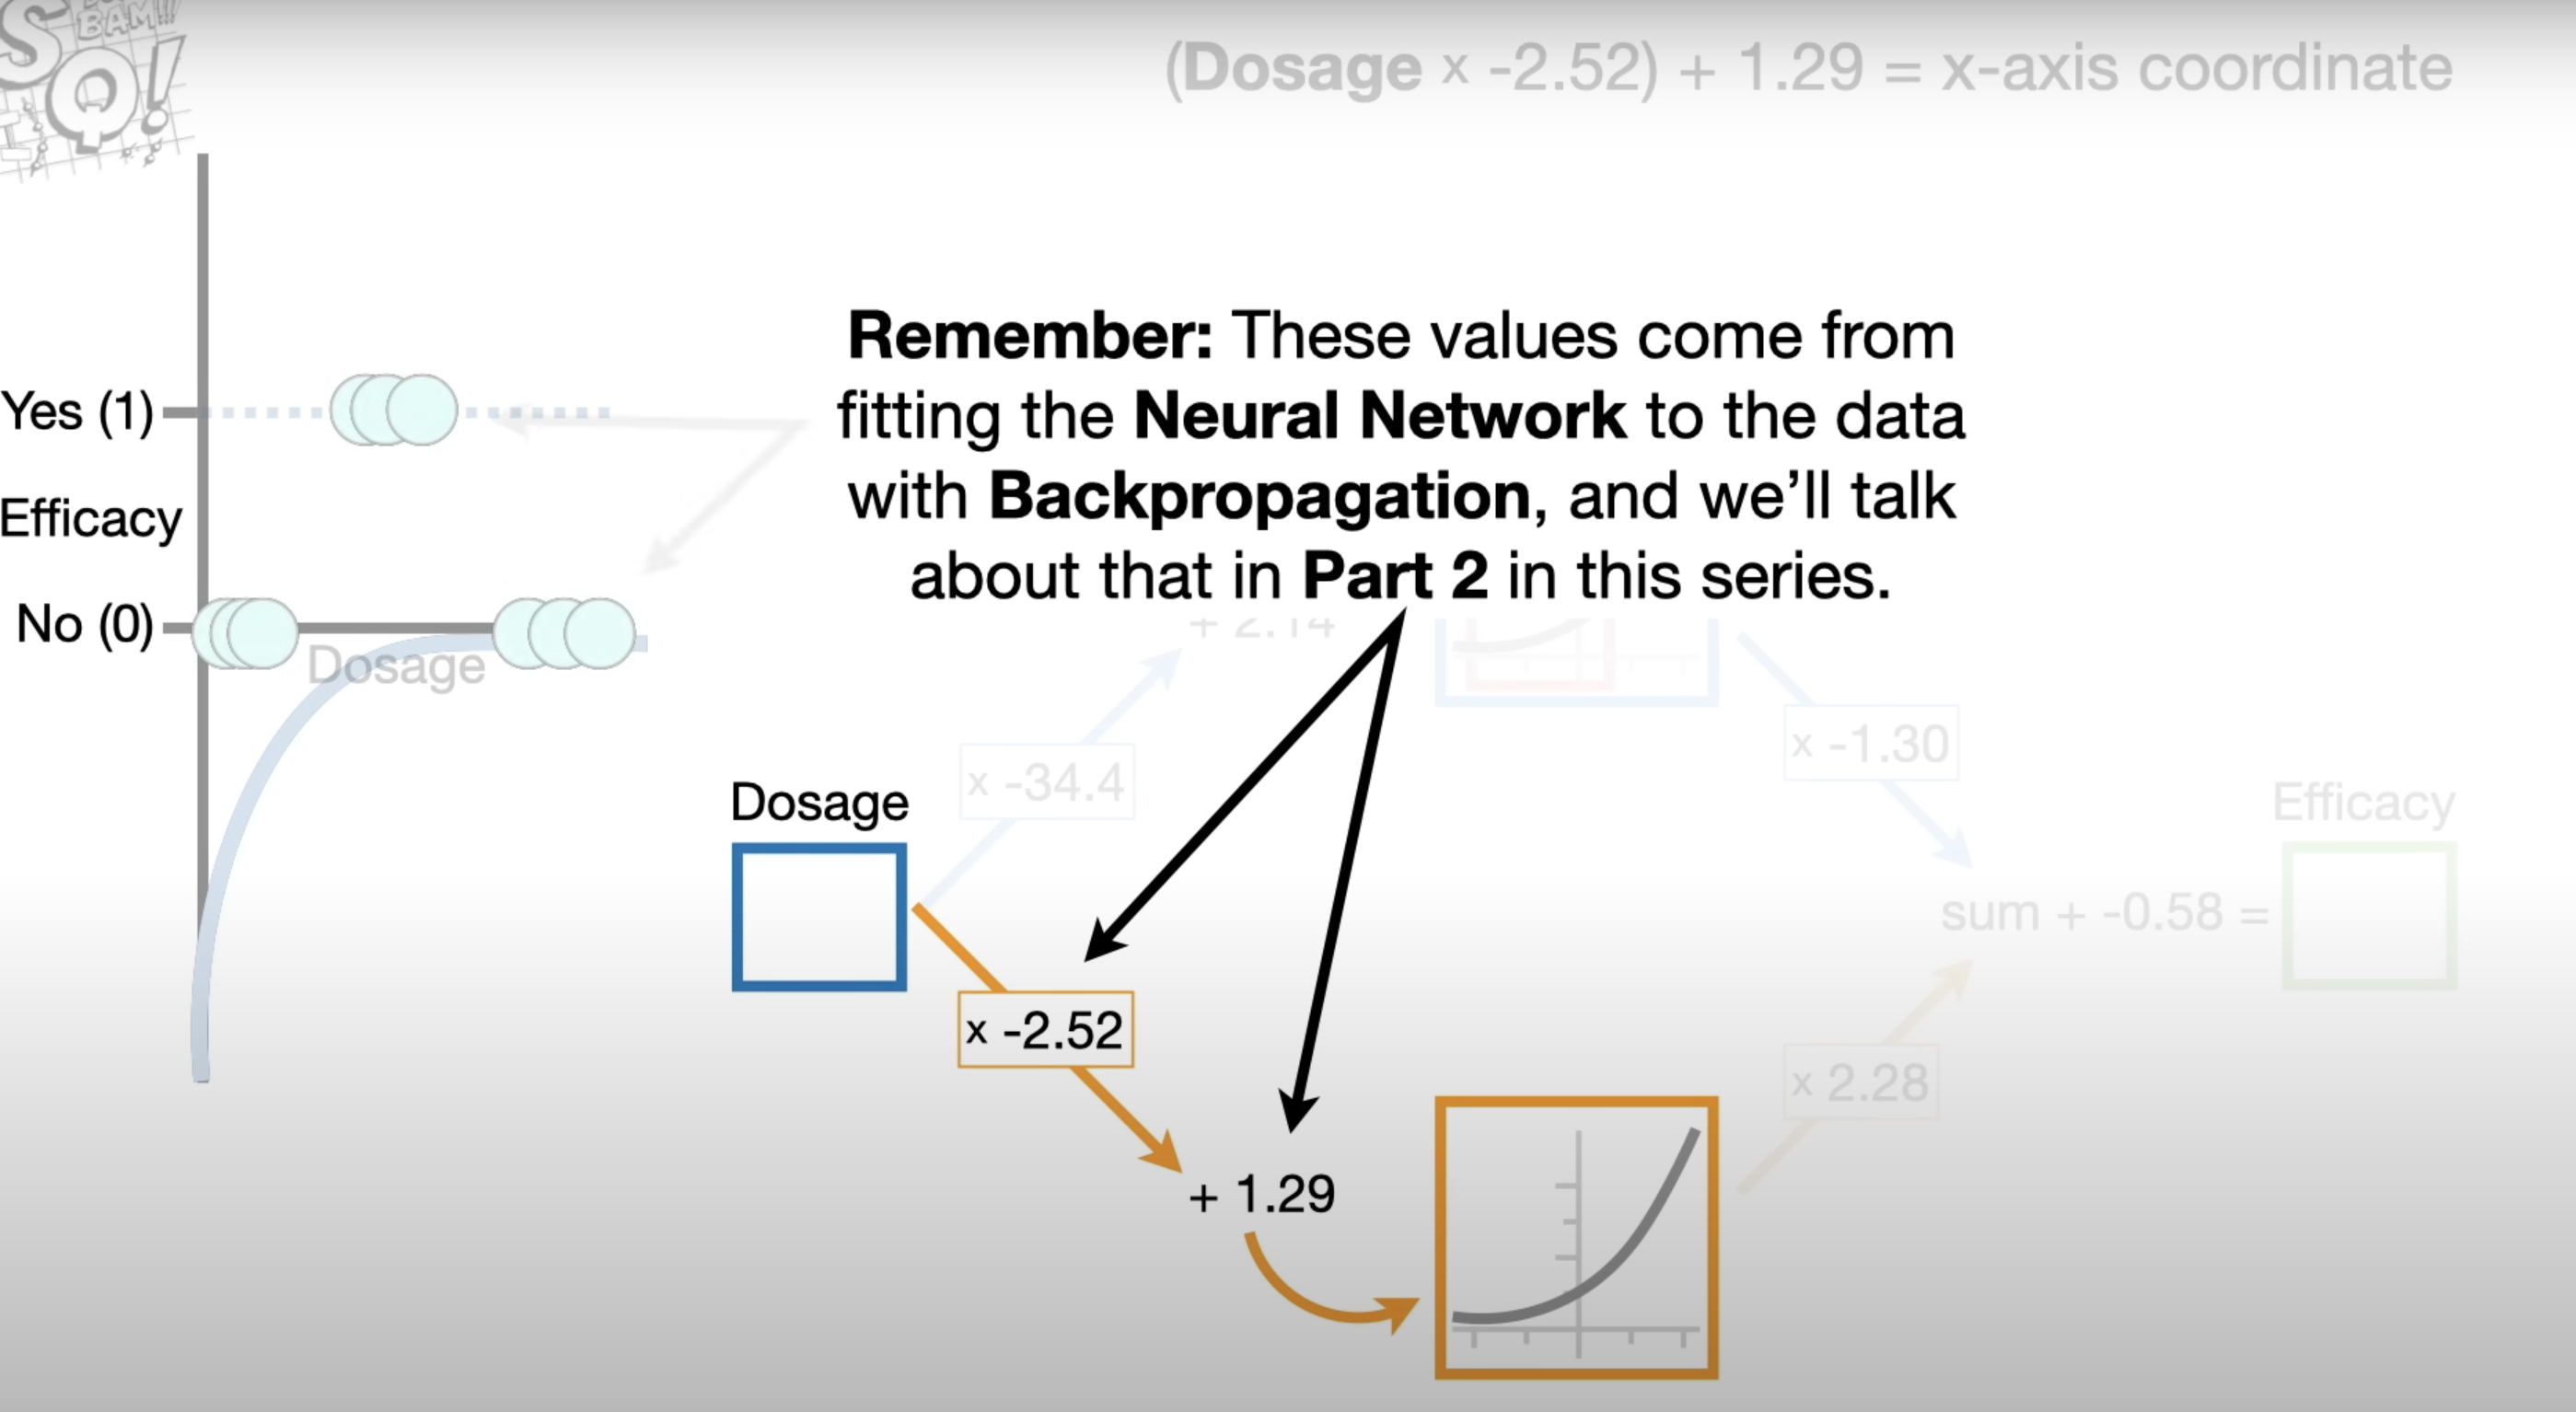 BAM!!!
SQ!
(Dosage x -2.52) + 1.29 = x-axis coordinate
Remember: These values come from
fitting the Neural Network to the data
with Backpropagation, and we'll talk
about that in Part 2 in this series.
Yes (1)
Efficacy
No (0)
Dosage
+ 2.14
x -34.4
x -1.30
Dosage
Efficacy
sum + -0.58 =
x -2.52
x 2.28
+ 1.29